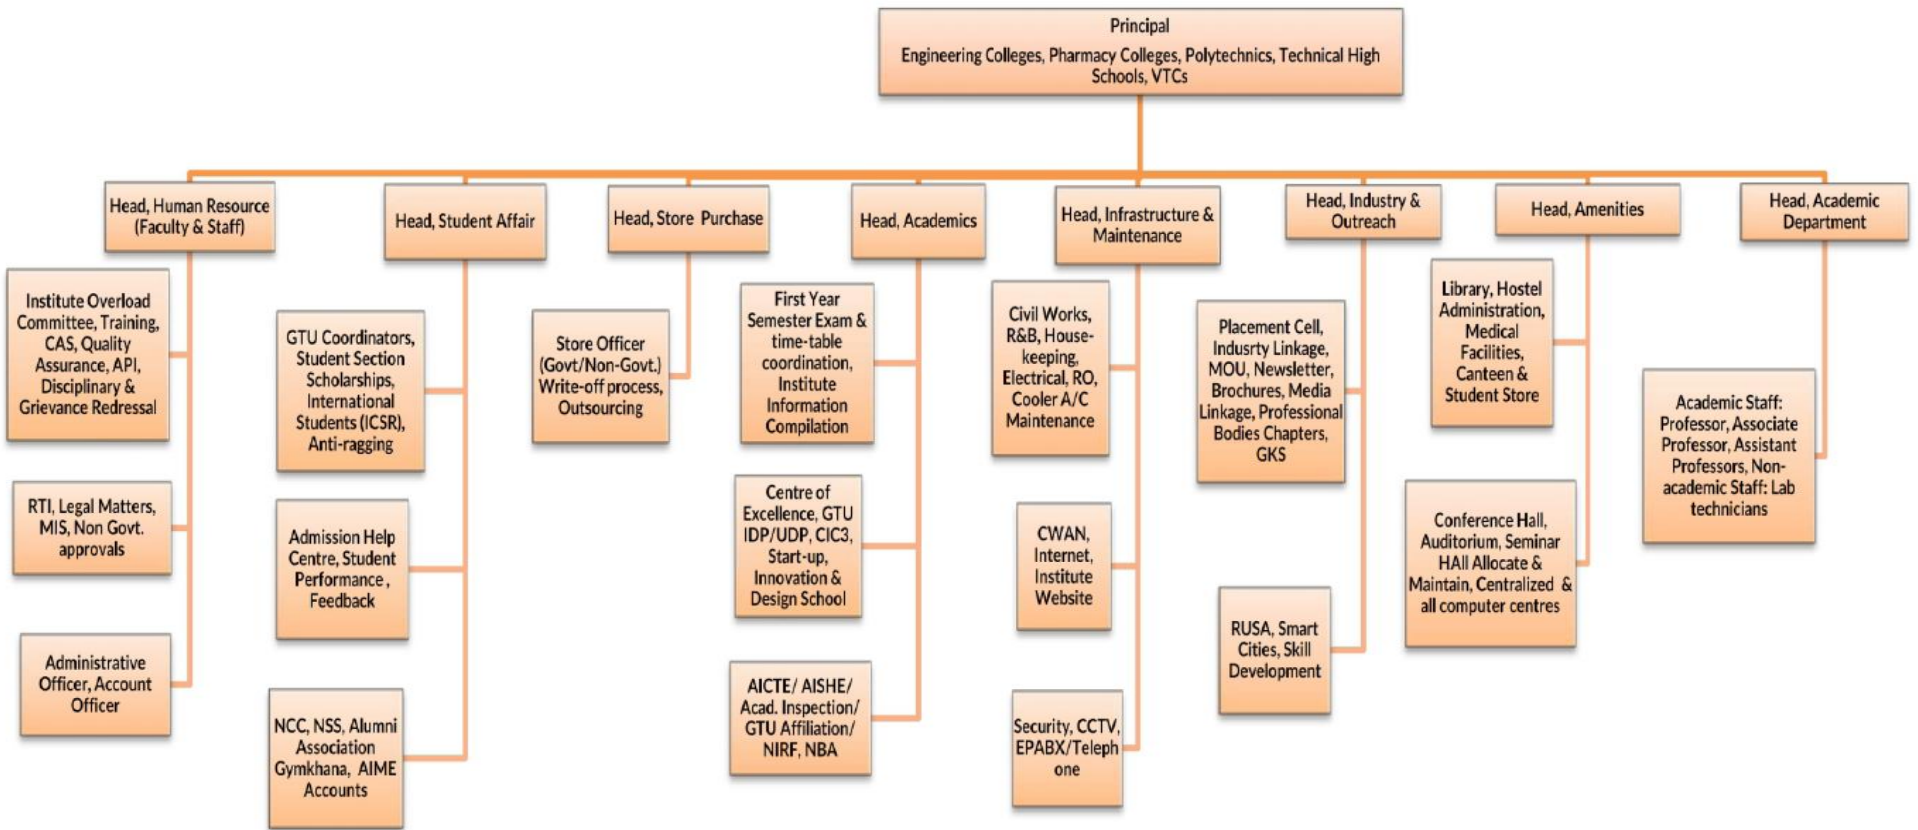 Principal
Engineering Colleges, Pharmacy Colleges, Polytechnics, Technical High
Schools, VTCs
Head, Human Resource
(Faculty & Staff)
Institute Overload
Committee, Training,
CAS, Quality
Assurance, API,
Disciplinary &
Grievance Redressal
RTI, Legal Matters,
MIS, Non Govt.
approvals
Administrative
Officer, Account
Officer
Head, Student Affair
GTU Coordinators,
Student Section
Scholarships,
International
Students (ICSR),
Anti-ragging
Admission Help
Centre, Student
Performance ,
Feedback
NCC, NSS, Alumni
Association
Gymkhana, AIME
Accounts
Head, Store Purchase
Store Officer
(Govt/Non-Govt.)
Write-off process,
Outsourcing
Head, Academics
First Year
Semester Exam &
time-table
coordination,
Institute
Information
Compilation
Centre of
Excellence, GTU
IDP/UDP, CIC3,
Start-up,
Innovation &
Design School
AICTE/ AISHE/
Acad. Inspection/
GTU Affiliation/
NIRF, NBA
Head, Infrastructure &
Maintenance
Civil Works,
R&B, House-
keeping,
Electrical, RO,
Cooler A/C
Maintenance
CWAN,
Internet,
Institute
Website
Security, CCTV,
EPABX/Teleph
one
Head, Industry &
Outreach
Placement Cell,
Indusrty Linkage,
MOU, Newsletter,
Brochures, Media
Linkage, Professional
Bodies Chapters,
GKS
RUSA, Smart
Cities, Skill
Development
Head, Amenities
Library, Hostel
Administration,
Medical
Facilities,
Canteen &
Student Store
Conference Hall,
Auditorium, Seminar
HAll Allocate &
Maintain, Centralized &
all computer centres
Head, Academic
Department
Academic Staff:
Professor, Associate
Professor, Assistant
Professors, Non-
academic Staff: Lab
technicians